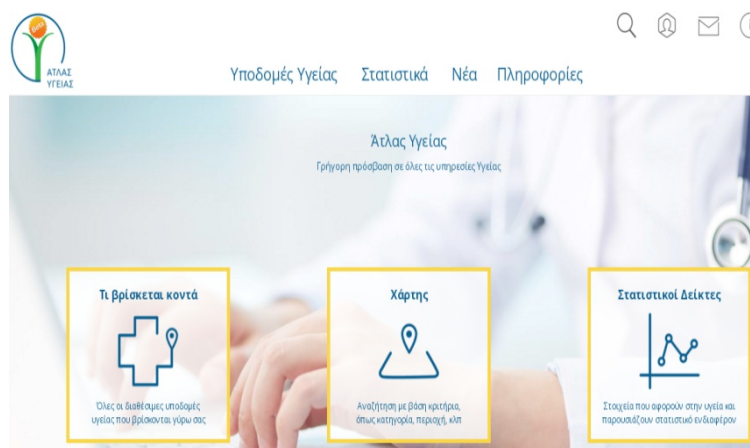 beta
ΑΤΛΑΣ
ΥΓΕΙΑΣ
Υποδομές Υγείας Στατιστικά Νέα Πληροφορίες
Άτλας Υγείας
Γρήγορη πρόσβαση σε όλες τις υπηρεσίες Υγείας
Τι βρίσκεται κοντά
Όλες οι διαθέσιμες υποδομές
υγείας που βρίσκονται γύρω σας
Χάρτης
Αναζήτηση με βάση κριτήρια,
όπως κατηγορία, περιοχή, κλπ
Στατιστικοί Δείκτες
Στοιχεία που αφορούν στην υγεία και
παρουσιάζουν στατιστικό ενδιαφέρον